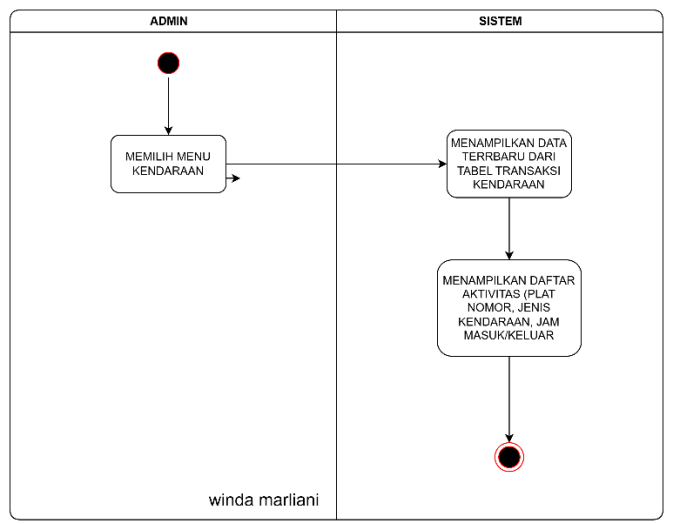 ADMIN
SISTEM
MEMILIH MENU
KENDARAAN
MENAMPILKAN DATA
TERRBARU DARI
TABEL TRANSAKSI
KENDARAAN
MENAMPILKAN DAFTAR
AKTIVITAS (PLAT
NOMOR, JENIS
KENDARAAN, JAM
MASUK/KELUAR
winda marliani